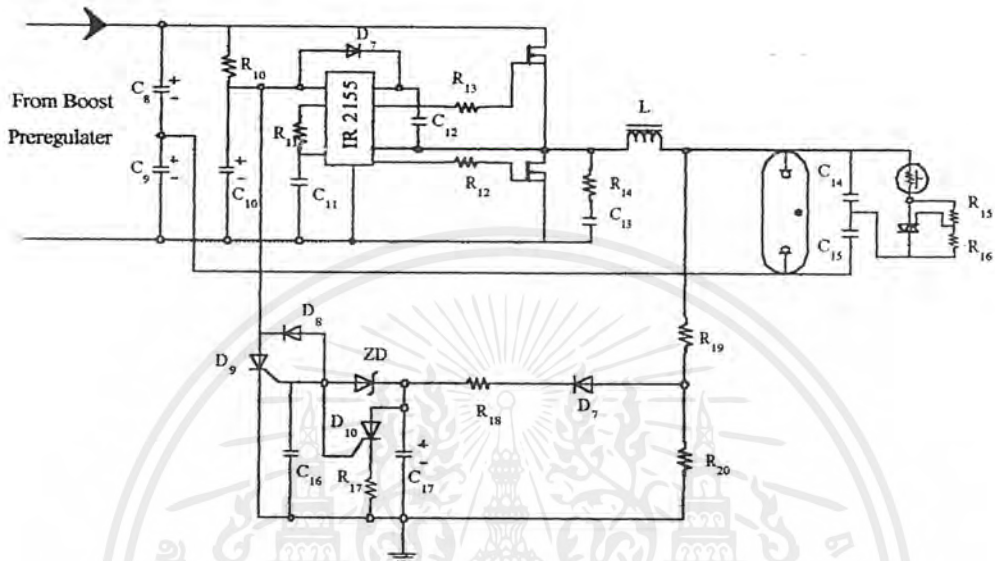 From Boost
Preregulater
C8
+
-
C9
+
-
R10
C10
+
-
R11
C11
D7
IR 2155
C12
R13
R12
R14
C13
L
C14
C15
R15
R16
D8
D9
ZD
D10
C16
R17
C17
+
-
R18
D7
R19
R20